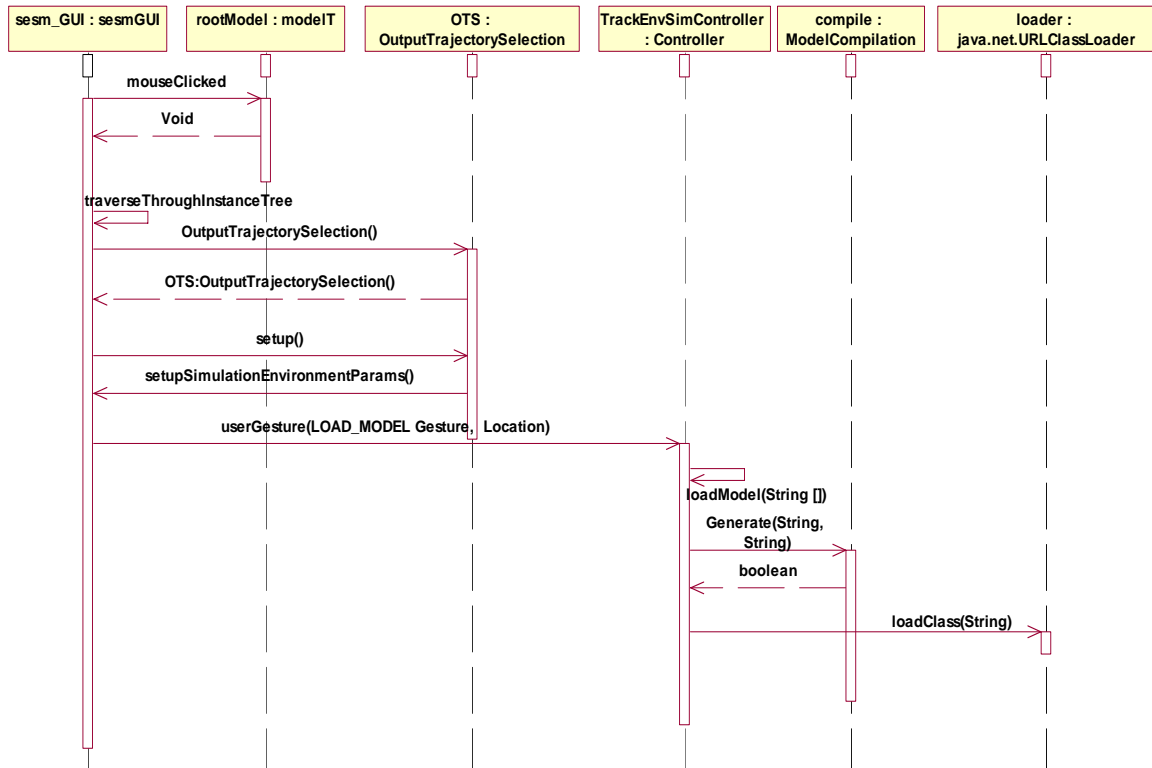 sesm_GUI : sesmGUI
rootModel : modelT
OTS :
OutputTrajectorySelection
TrackEnvSimController
: Controller
compile :
ModelCompilation
loader :
java.net.URLClassLoader
mouseClicked
Void
traverseThroughInstanceTree
OutputTrajectorySelection()
OTS:OutputTrajectorySelection()
setup()
setupSimulationEnvironmentParams()
userGesture(LOAD_MODEL Gesture, Location)
loadModel(String [])
Generate(String,
String)
boolean
loadClass(String)